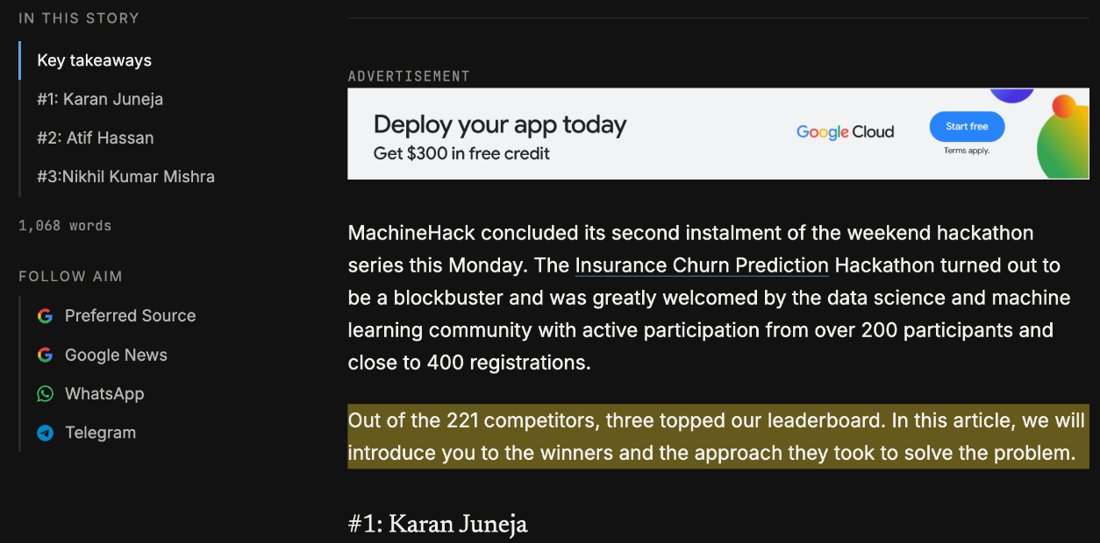 IN THIS STORY
Key takeaways
#1: Karan Juneja
#2: Atif Hassan
#3:Nikhil Kumar Mishra
1,068 words
FOLLOW AIM
Preferred Source
Google News
WhatsApp
Telegram
ADVERTISEMENT
Deploy your app today
Get $300 in free credit
Google Cloud
Start free
Terms apply.
MachineHack concluded its second instalment of the weekend hackathon
series this Monday. The Insurance Churn Prediction Hackathon turned out to
be a blockbuster and was greatly welcomed by the data science and machine
learning community with active participation from over 200 participants and
close to 400 registrations.
Out of the 221 competitors, three topped our leaderboard. In this article, we will
introduce you to the winners and the approach they took to solve the problem.
#1: Karan Juneja